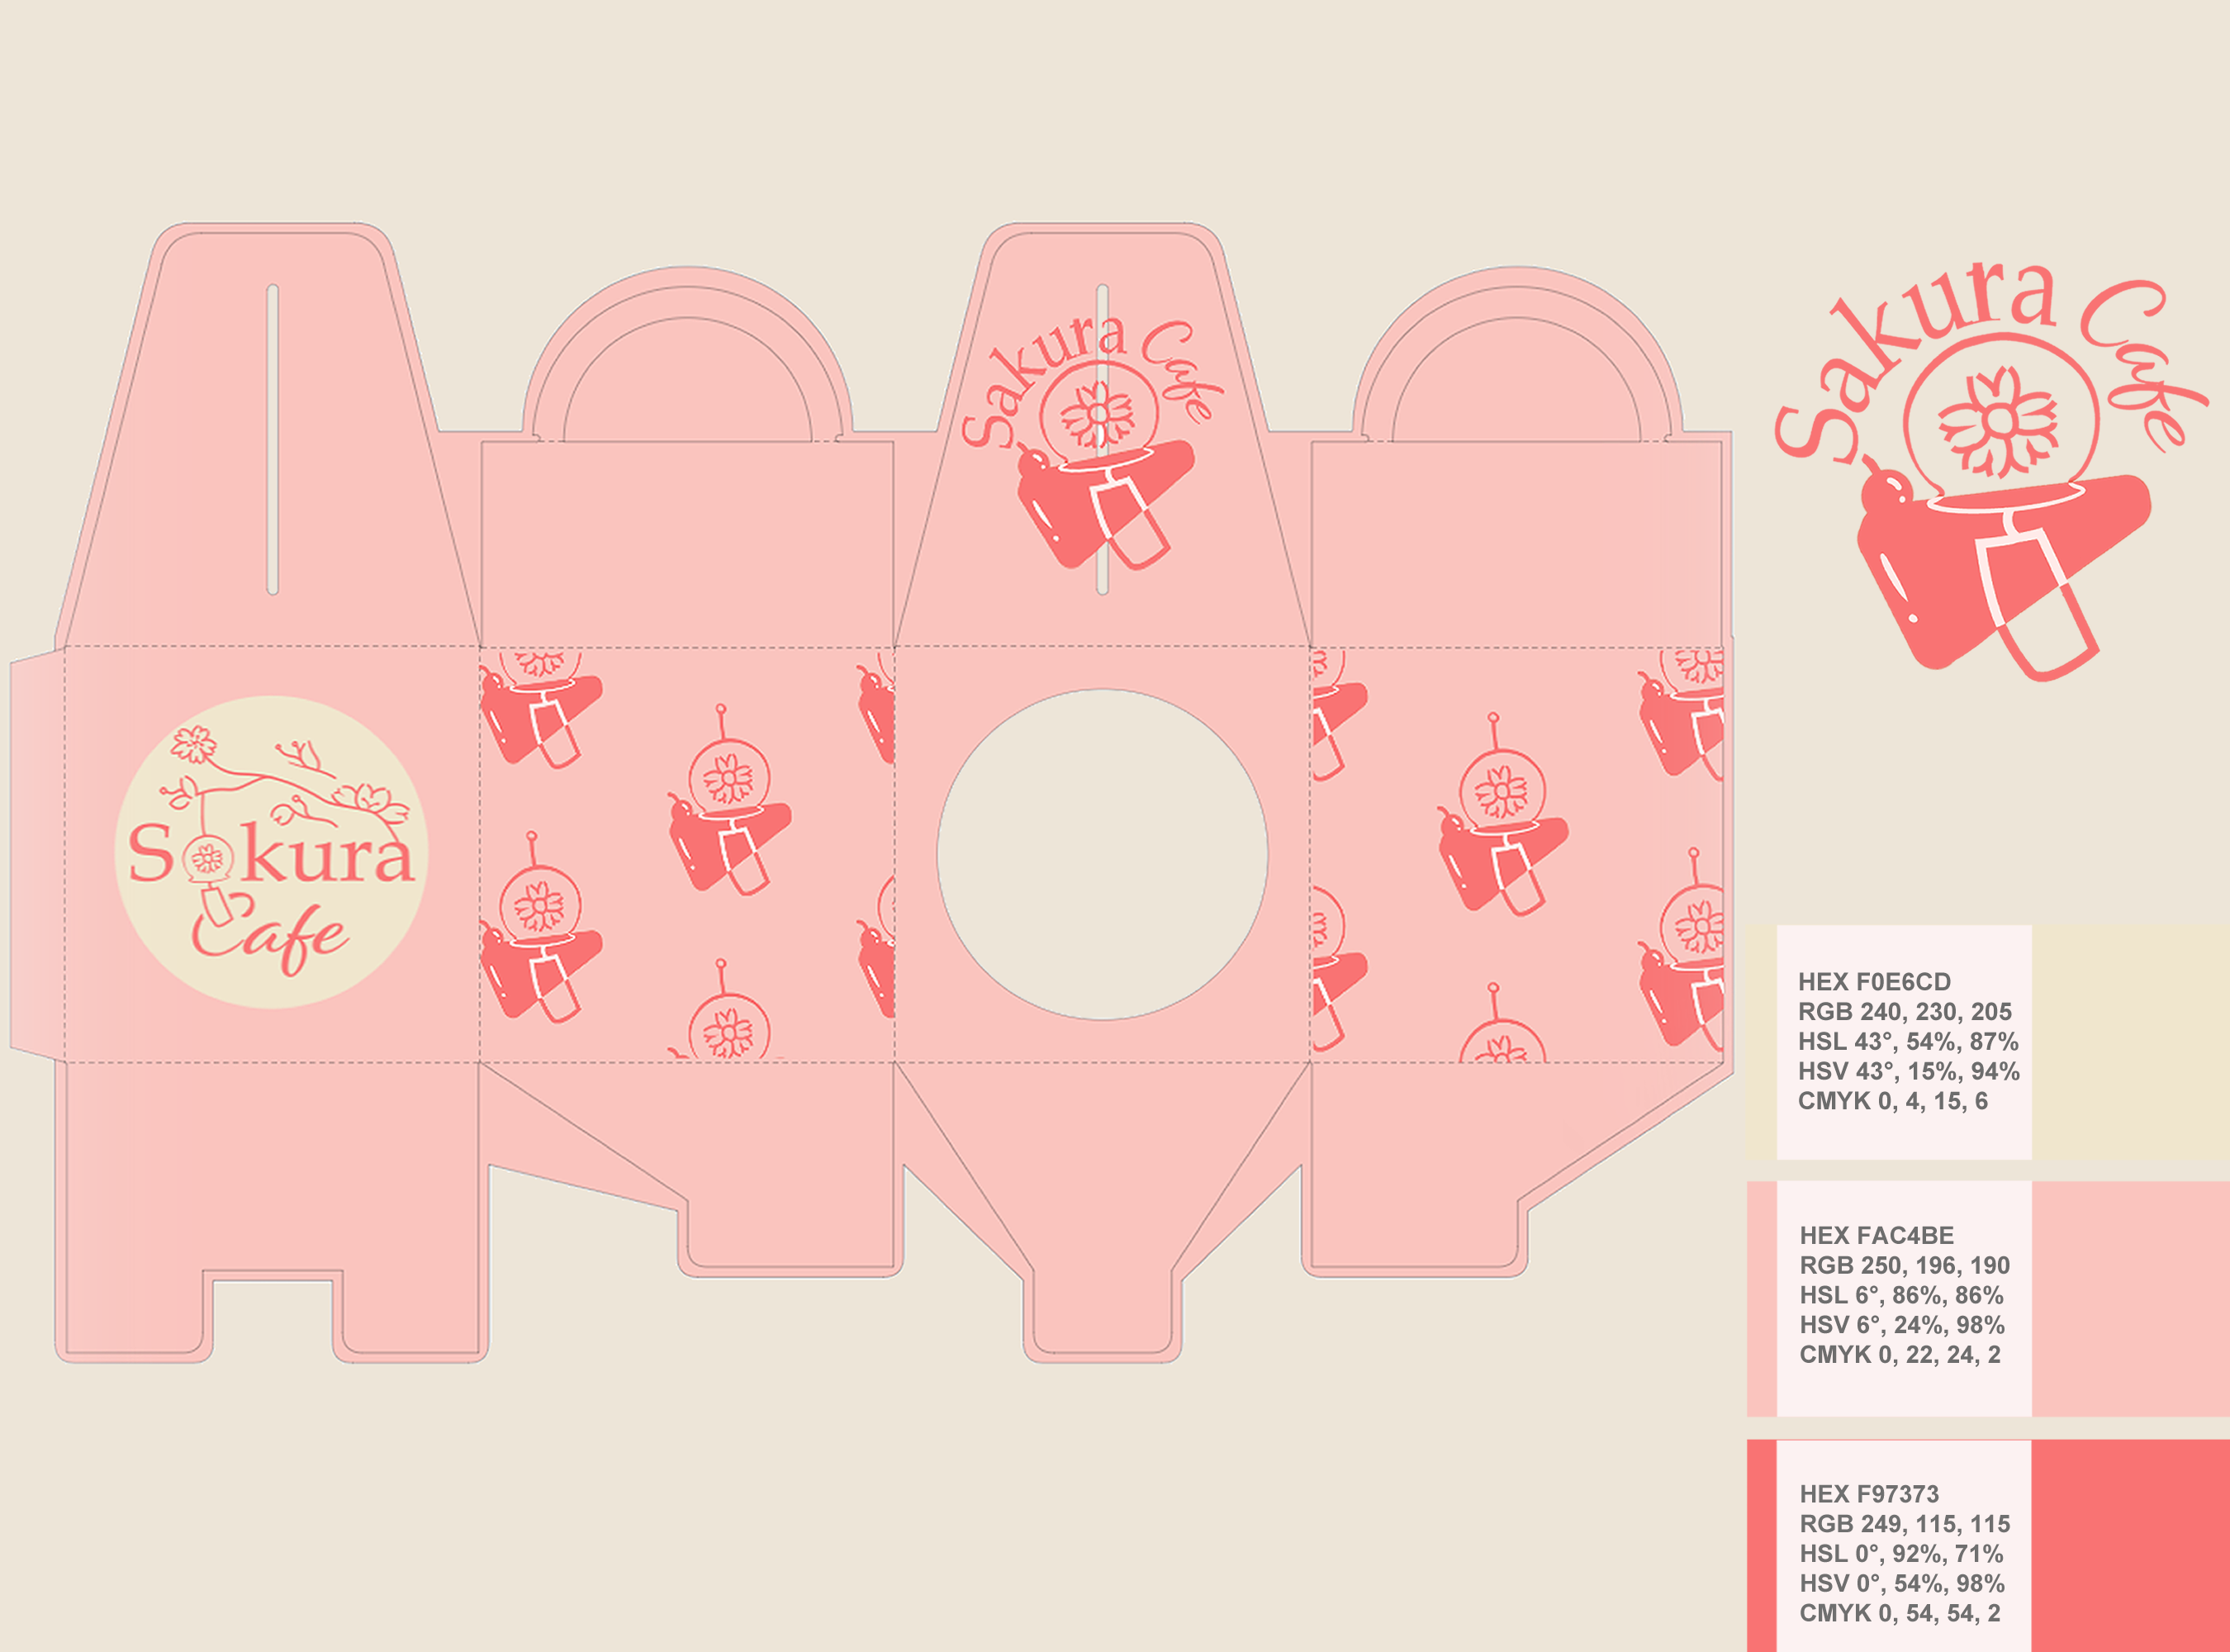 Sakura Cafe
Sakura Cafe
Sakura
Cafe
HEX F0E6CD
RGB 240, 230, 205
HSL 43°, 54%, 87%
HSV 43°, 15%, 94%
CMYK 0, 4, 15, 6
HEX FAC4BE
RGB 250, 196, 190
HSL 6°, 86%, 86%
HSV 6°, 24%, 98%
CMYK 0, 22, 24, 2
HEX F97373
RGB 249, 115, 115
HSL 0°, 92%, 71%
HSV 0°, 54%, 98%
CMYK 0, 54, 54, 2